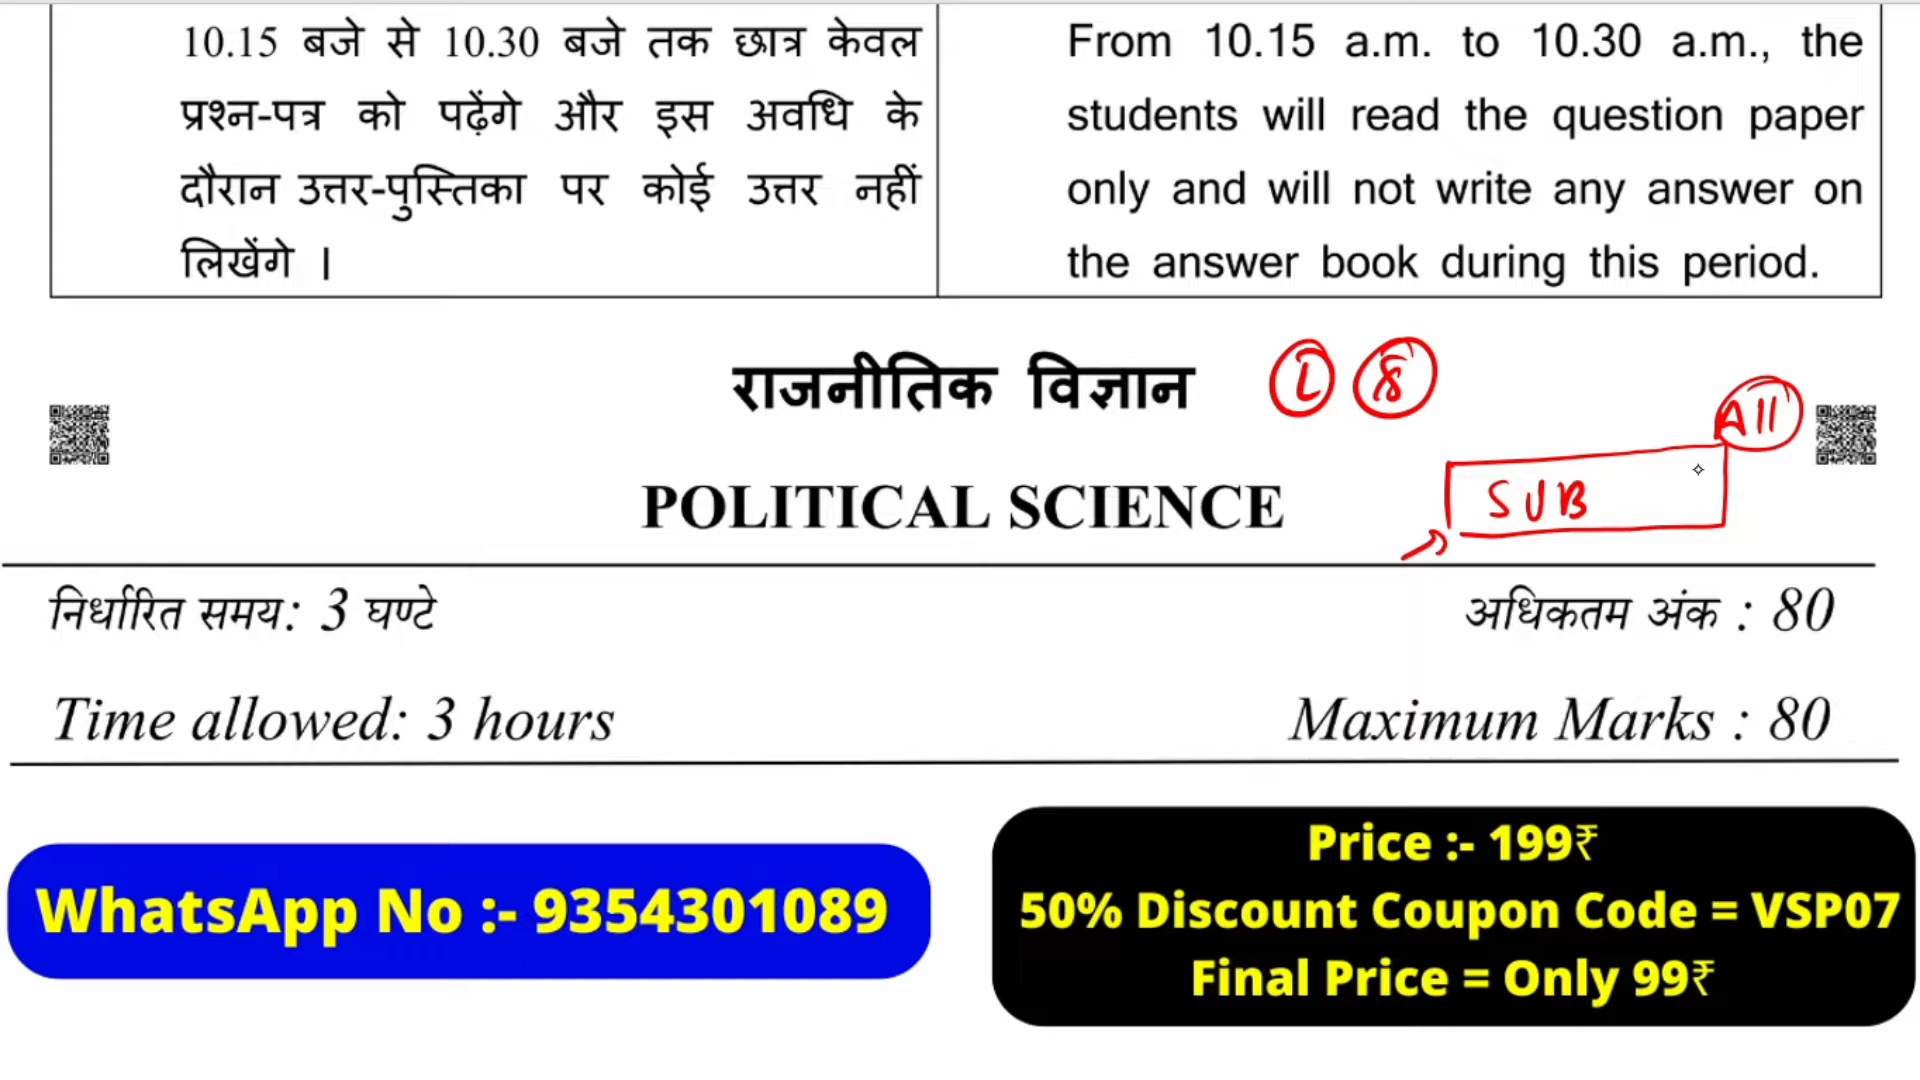 10.15 बजे से 10.30 बजे तक छात्र केवल
प्रश्न-पत्र को पढ़ेंगे और इस अवधि के
दौरान उत्तर-पुस्तिका पर कोई उत्तर नहीं
लिखेंगे ।
From 10.15 a.m. to 10.30 a.m., the
students will read the question paper
only and will not write any answer on
the answer book during this period.
राजनीतिक विज्ञान
8
All
POLITICAL SCIENCE
SUB
निर्धारित समय: 3 घण्टे
अधिकतम अंक : 80
Time allowed: 3 hours
Maximum Marks : 80
WhatsApp No :- 9354301089
Price :- 199₹
50% Discount Coupon Code = VSP07
Final Price = Only 99₹